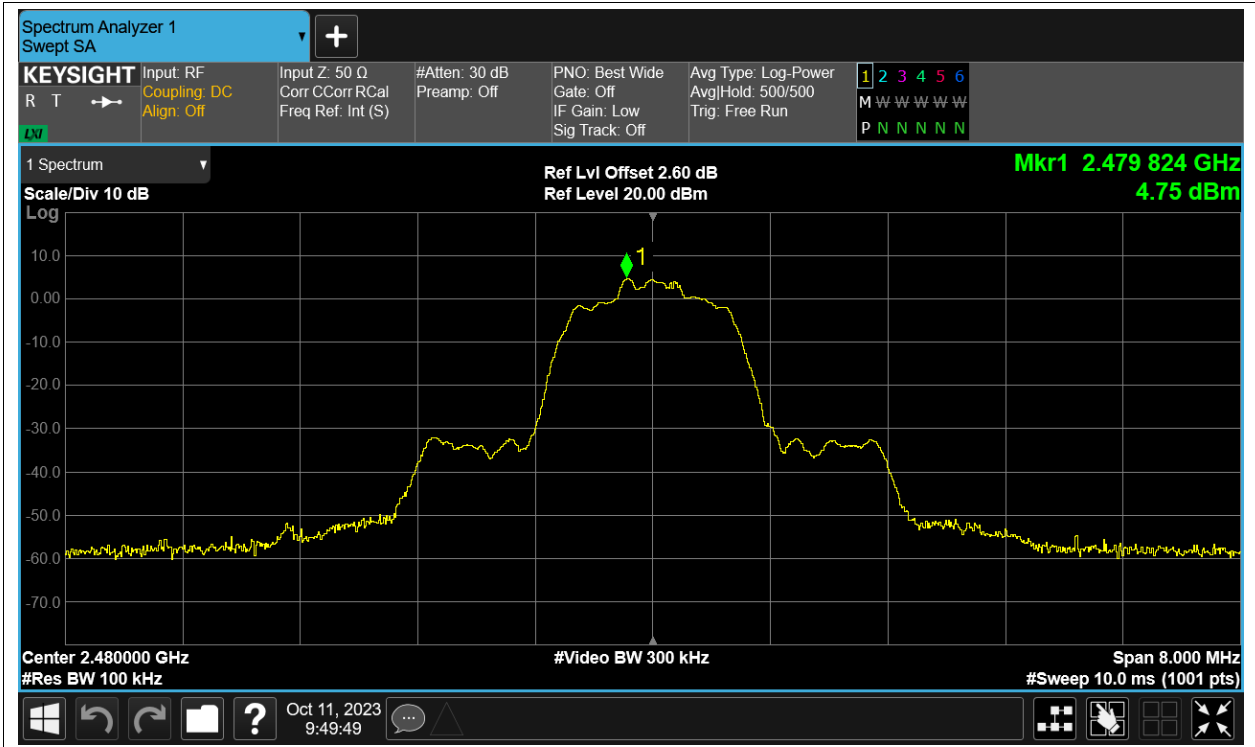 Spectrum Analyzer 1
Swept SA
KEYSIGHT Input: RF Input Z: 50 Ω #Atten: 30 dB PNO: Best Wide Avg Type: Log-Power 1 2 3 4 5 6
R T Coupling: DC Corr CCorr RCal Preamp: Off Gate: Off Avg|Hold: 500/500 M W W W W W
Align: Off Freq Ref: Int (S) IF Gain: Low Trig: Free Run
LXI Sig Track: Off P N N N N N
1 Spectrum Ref Lvl Offset 2.60 dB Mkr1 2.479 824 GHz
Scale/Div 10 dB Ref Level 20.00 dBm 4.75 dBm
Log
1
10.0
0.00
-10.0
-20.0
-30.0
-40.0
-50.0
-60.0
-70.0
Center 2.480000 GHz #Video BW 300 kHz Span 8.000 MHz
#Res BW 100 kHz #Sweep 10.0 ms (1001 pts)
? Oct 11, 2023
9:49:49